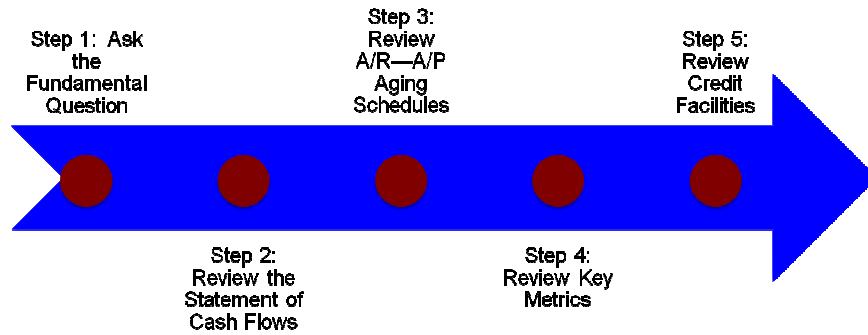 Step 1: Ask
the
Fundamental
Question
Step 2:
Review the
Statement of
Cash Flows
Step 3:
Review
A/R—A/P
Aging
Schedules
Step 4:
Review Key
Metrics
Step 5:
Review
Credit
Facilities